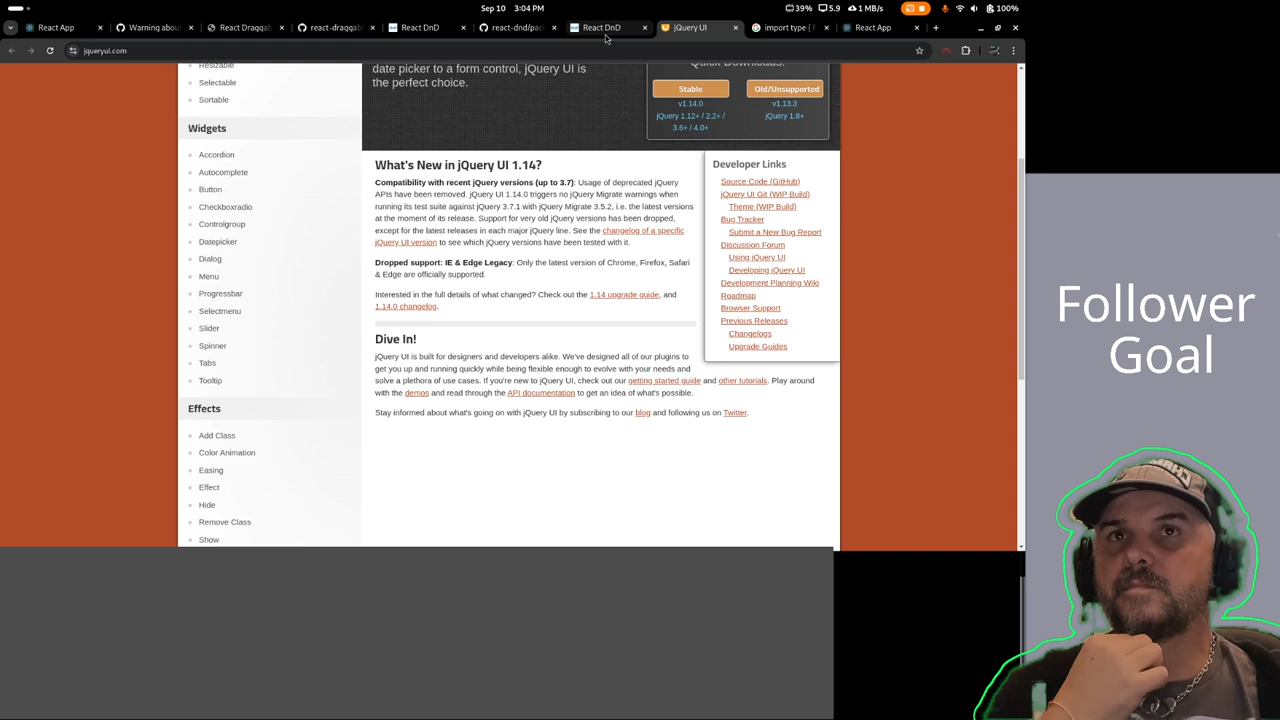 Sep 10 3:04 PM
39% 5.9 1 MB/s 100%
React App
Warning abou
React Dragga
react-draggab
React DnD
react-dnd/pac
React DnD
jQuery UI
import type {
React App
jqueryui.com
Resizable
Selectable
Sortable
Widgets
Accordion
Autocomplete
Button
Checkboxradio
Controlgroup
Datepicker
Dialog
Menu
Progressbar
Selectmenu
Slider
Spinner
Tabs
Tooltip
Effects
Add Class
Color Animation
Easing
Effect
Hide
Remove Class
Show
date picker to a form control, jQuery UI is
the perfect choice.
Quick Downloads:
Stable
v1.14.0
jQuery 1.12+ / 2.2+ /
3.6+ / 4.0+
Old/Unsupported
v1.13.3
jQuery 1.8+
What's New in jQuery UI 1.14?
Compatibility with recent jQuery versions (up to 3.7): Usage of deprecated jQuery
APIs have been removed. jQuery UI 1.14.0 triggers no jQuery Migrate warnings when
running its test suite against jQuery 3.7.1 with jQuery Migrate 3.5.2, i.e. the latest versions
at the moment of its release. Support for very old jQuery versions has been dropped,
except for the latest releases in each major jQuery line. See the changelog of a specific
jQuery UI version to see which jQuery versions have been tested with it.
Dropped support: IE & Edge Legacy: Only the latest version of Chrome, Firefox, Safari
& Edge are officially supported.
Interested in the full details of what changed? Check out the 1.14 upgrade guide, and
1.14.0 changelog.
Dive In!
jQuery UI is built for designers and developers alike. We've designed all of our plugins to
get you up and running quickly while being flexible enough to evolve with your needs and
solve a plethora of use cases. If you're new to jQuery UI, check out our getting started guide and other tutorials. Play around
with the demos and read through the API documentation to get an idea of what's possible.
Stay informed about what's going on with jQuery UI by subscribing to our blog and following us on Twitter.
Developer Links
Source Code (GitHub)
jQuery UI Git (WIP Build)
Theme (WIP Build)
Bug Tracker
Submit a New Bug Report
Discussion Forum
Using jQuery UI
Developing jQuery UI
Development Planning Wiki
Roadmap
Browser Support
Previous Releases
Changelogs
Upgrade Guides
Follower
Goal